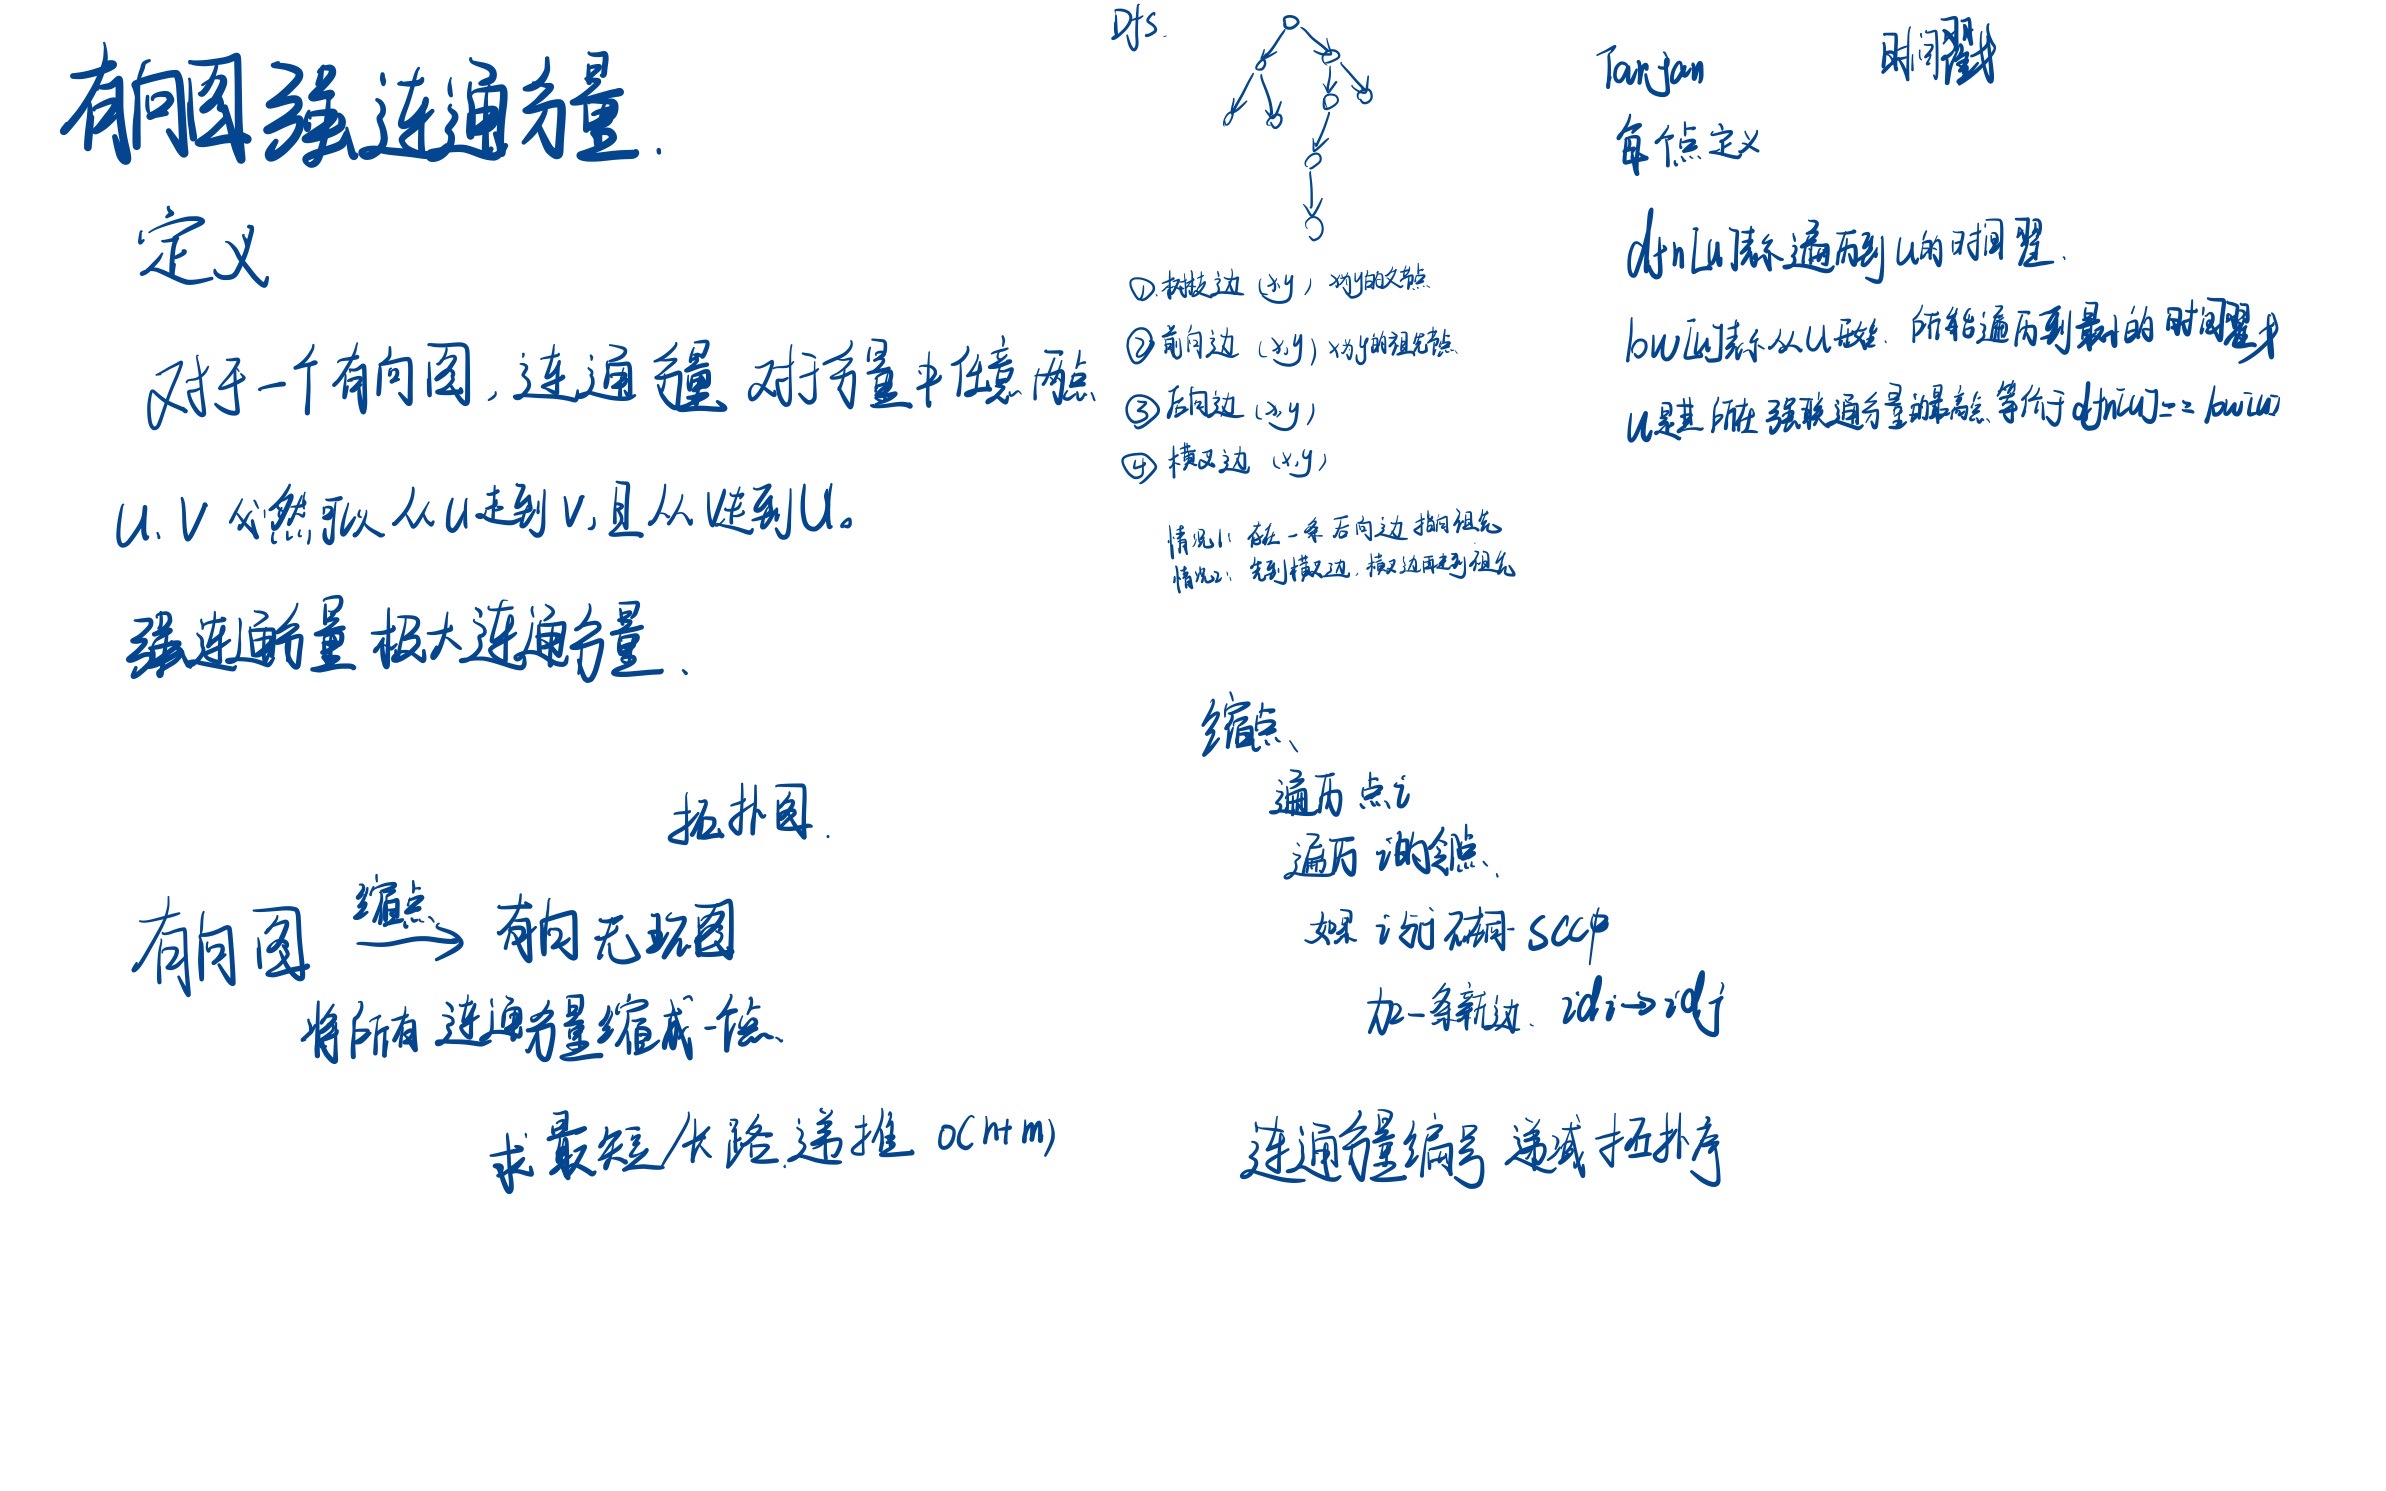 有向图强连通分量.
定义
对于一个有向图,连通分量 对于分量中任意两点
u、v 必然可以从u走到v,且从v走到u。
强连通分量 极大连通分量.
拓扑图.
有向图 缩点 → 有向无环图
将所有连通分量缩成一个点.
求最短/长路 递推 O(n+m)
Dfs.
① 树枝边 (x,y) x为y的父节点
② 前向边 (x,y) x为y的祖先节点
③ 后向边 (x,y)
④ 横叉边 (x,y)
情况1: 存在一条后向边指向祖先
情况2: 先到横叉边,横叉边再走到祖先
缩点、
遍历 点i
遍历 i的邻点、
如果 i和j不在同一scc中
加一条新边. idi→idj
连通分量编号 递减 拓扑序
Tarjan 时间戳
每个点定义
dfn[u]表示遍历到u的时间戳.
low[u]表示从u开始. 所能遍历到最小的时间戳
u是其所在强联通分量的最高点 等价于dfn[u]==low[u]